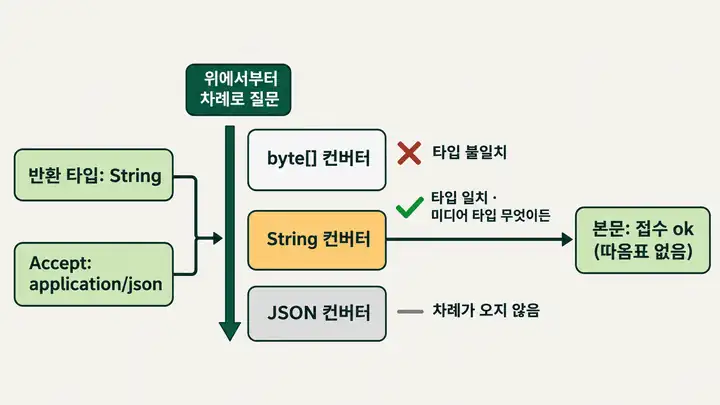 위에서부터
차례로 질문
반환 타입: String
Accept:
application/json
byte[] 컨버터
타입 불일치
String 컨버터
타입 일치 ·
미디어 타입 무엇이든
JSON 컨버터
차례가 오지 않음
본문: 접수 ok
(따옴표 없음)